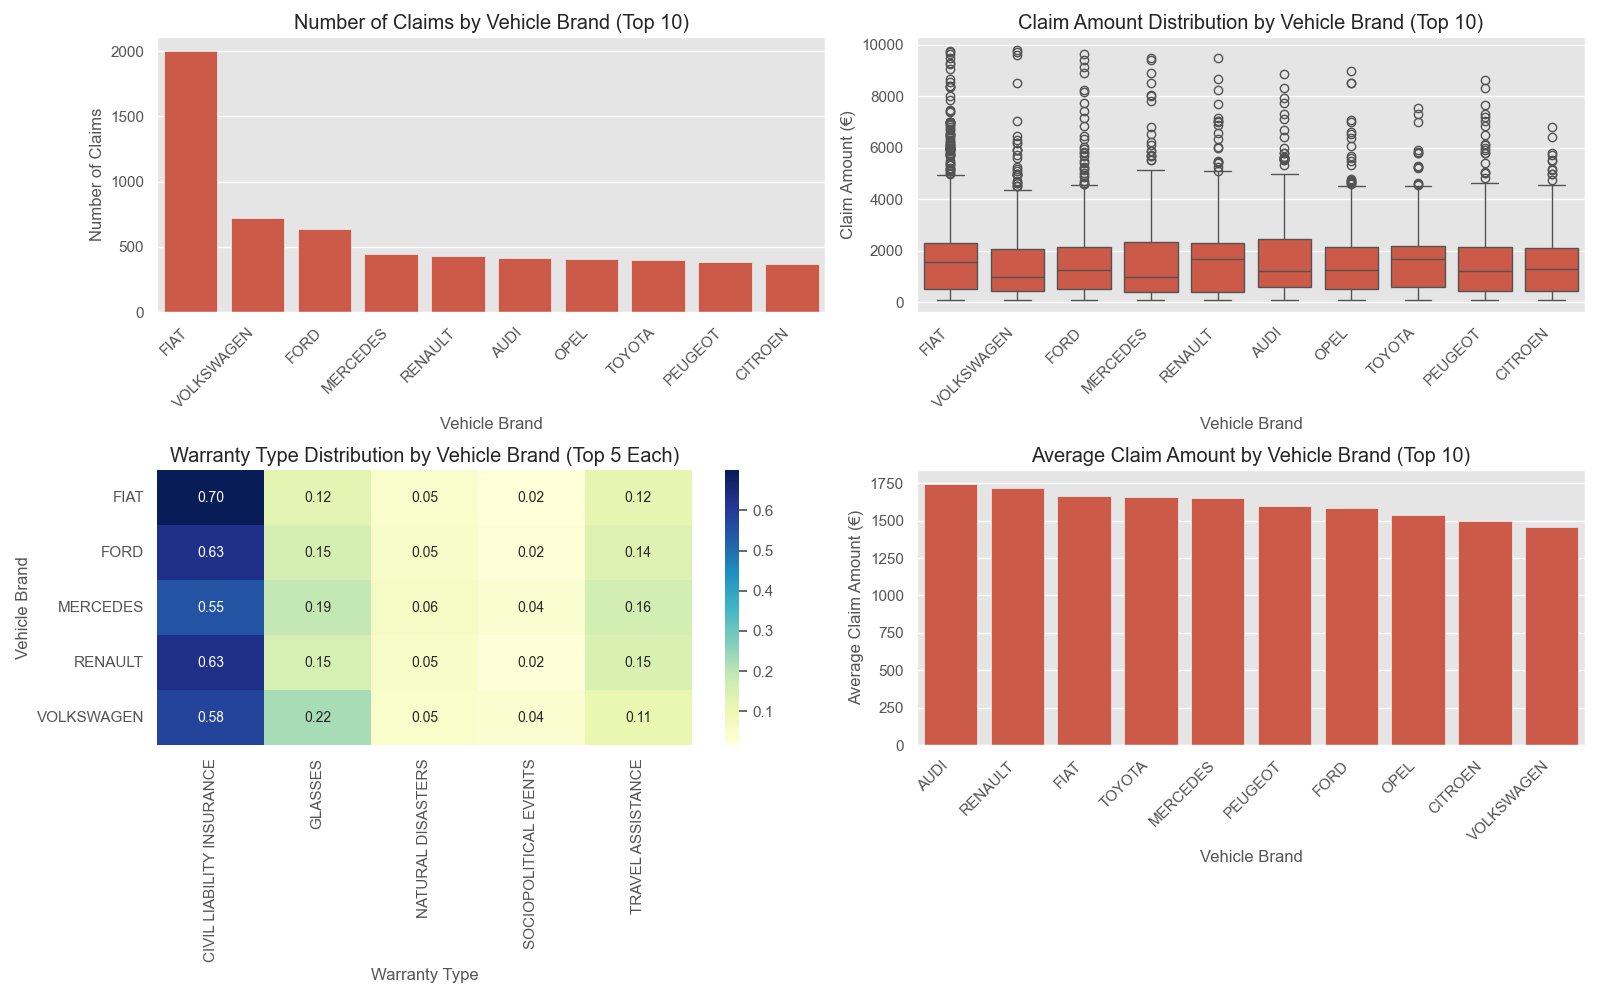 Number of Claims by Vehicle Brand (Top 10)
Number of Claims
2000
1500
1000
500
0
FIAT
VOLKSWAGEN
FORD
MERCEDES
RENAULT
AUDI
OPEL
TOYOTA
PEUGEOT
CITROEN
Vehicle Brand
Claim Amount Distribution by Vehicle Brand (Top 10)
Claim Amount (€)
10000
8000
6000
4000
2000
0
FIAT
VOLKSWAGEN
FORD
MERCEDES
RENAULT
AUDI
OPEL
TOYOTA
PEUGEOT
CITROEN
Vehicle Brand
Warranty Type Distribution by Vehicle Brand (Top 5 Each)
Vehicle Brand
FIAT 0.70 0.12 0.05 0.02 0.12
FORD 0.63 0.15 0.05 0.02 0.14
MERCEDES 0.55 0.19 0.06 0.04 0.16
RENAULT 0.63 0.15 0.05 0.02 0.15
VOLKSWAGEN 0.58 0.22 0.05 0.04 0.11
0.6
0.5
0.4
0.3
0.2
0.1
CIVIL LIABILITY INSURANCE
GLASSES
NATURAL DISASTERS
SOCIOPOLITICAL EVENTS
TRAVEL ASSISTANCE
Warranty Type
Average Claim Amount by Vehicle Brand (Top 10)
Average Claim Amount (€)
1750
1500
1250
1000
750
500
250
0
AUDI
RENAULT
FIAT
TOYOTA
MERCEDES
PEUGEOT
FORD
OPEL
CITROEN
VOLKSWAGEN
Vehicle Brand